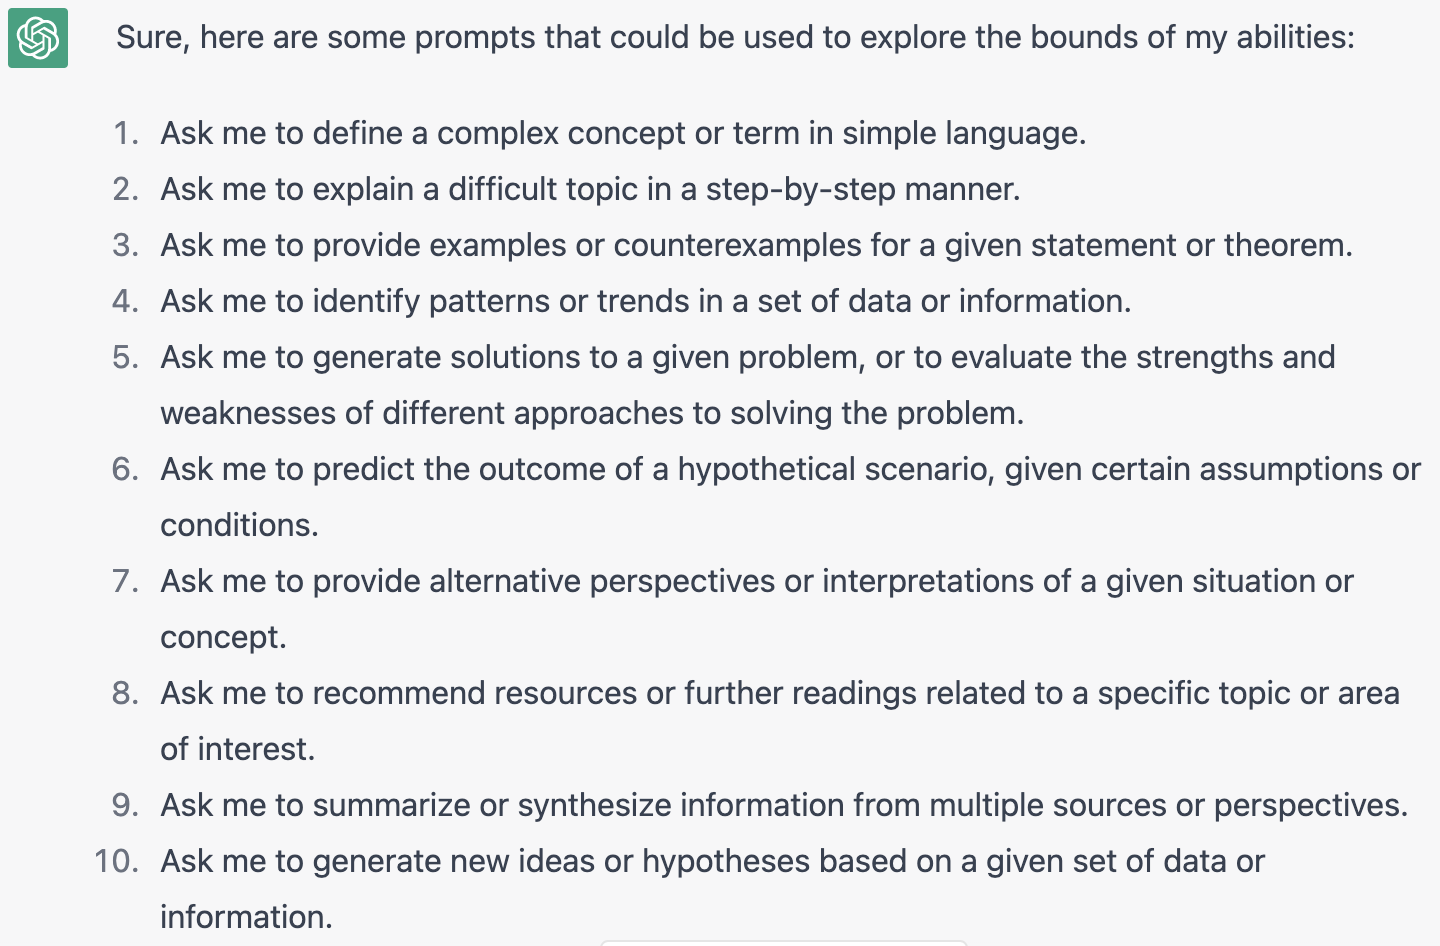 Sure, here are some prompts that could be used to explore the bounds of my abilities:
1. Ask me to define a complex concept or term in simple language.
2. Ask me to explain a difficult topic in a step-by-step manner.
3. Ask me to provide examples or counterexamples for a given statement or theorem.
4. Ask me to identify patterns or trends in a set of data or information.
5. Ask me to generate solutions to a given problem, or to evaluate the strengths and
weaknesses of different approaches to solving the problem.
6. Ask me to predict the outcome of a hypothetical scenario, given certain assumptions or
conditions.
7. Ask me to provide alternative perspectives or interpretations of a given situation or
concept.
8. Ask me to recommend resources or further readings related to a specific topic or area
of interest.
9. Ask me to summarize or synthesize information from multiple sources or perspectives.
10. Ask me to generate new ideas or hypotheses based on a given set of data or
information.